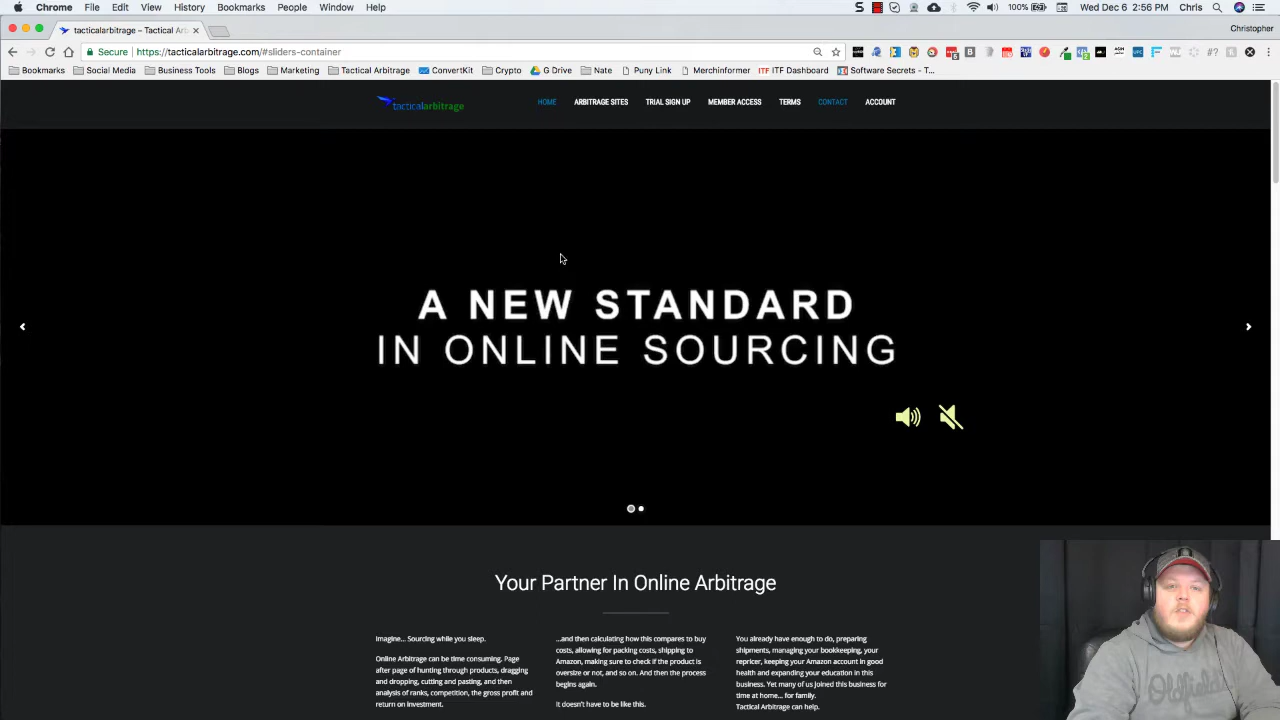 Chrome File Edit View History Bookmarks People Window Help
100% Wed Dec 6 2:56 PM Chris
tacticalarbitrage – Tactical Arb
Christopher
Secure https://tacticalarbitrage.com/#sliders-container
Bookmarks Social Media Business Tools Blogs Marketing Tactical Arbitrage ConvertKit Crypto G Drive Nate Puny Link Merchinformer ITF ITF Dashboard Software Secrets - T...
tacticalarbitrage
HOME ARBITRAGE SITES TRIAL SIGN UP MEMBER ACCESS TERMS CONTACT ACCOUNT
A NEW STANDARD
IN ONLINE SOURCING
Your Partner In Online Arbitrage
Imagine... Sourcing while you sleep.
Online Arbitrage can be time consuming. Page
after page of hunting through products, dragging
and dropping, cutting and pasting, and then
analysis of ranks, competition, the gross profit and
return on investment.
...and then calculating how this compares to buy
costs, allowing for packing costs, shipping to
Amazon, making sure to check if the product is
oversize or not, and so on. And then the process
begins again.
It doesn't have to be like this.
You already have enough to do, preparing
shipments, managing your bookkeeping, your
repricer, keeping your Amazon account in good
health and expanding your education in this
business. Yet many of us joined this business for
time at home... for family.
Tactical Arbitrage can help.